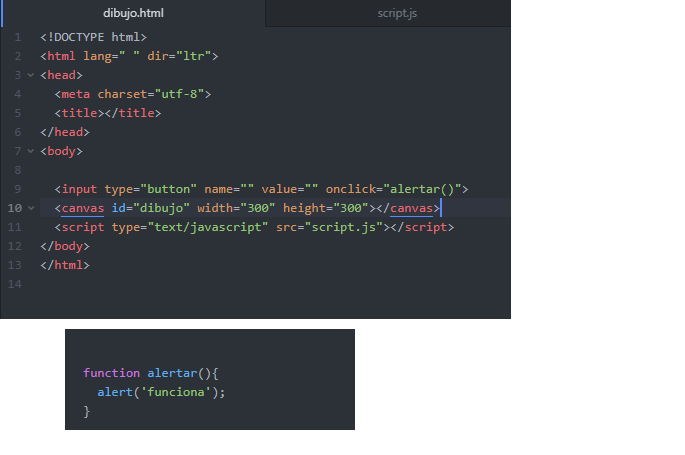 dibujo.html script.js
1 <!DOCTYPE html>
2 <html lang=" " dir="ltr">
3 <head>
4 <meta charset="utf-8">
5 <title></title>
6 </head>
7 <body>
8
9 <input type="button" name="" value="" onclick="alertar()">
10 <canvas id="dibujo" width="300" height="300"></canvas>
11 <script type="text/javascript" src="script.js"></script>
12 </body>
13 </html>
14
function alertar(){
alert('funciona');
}